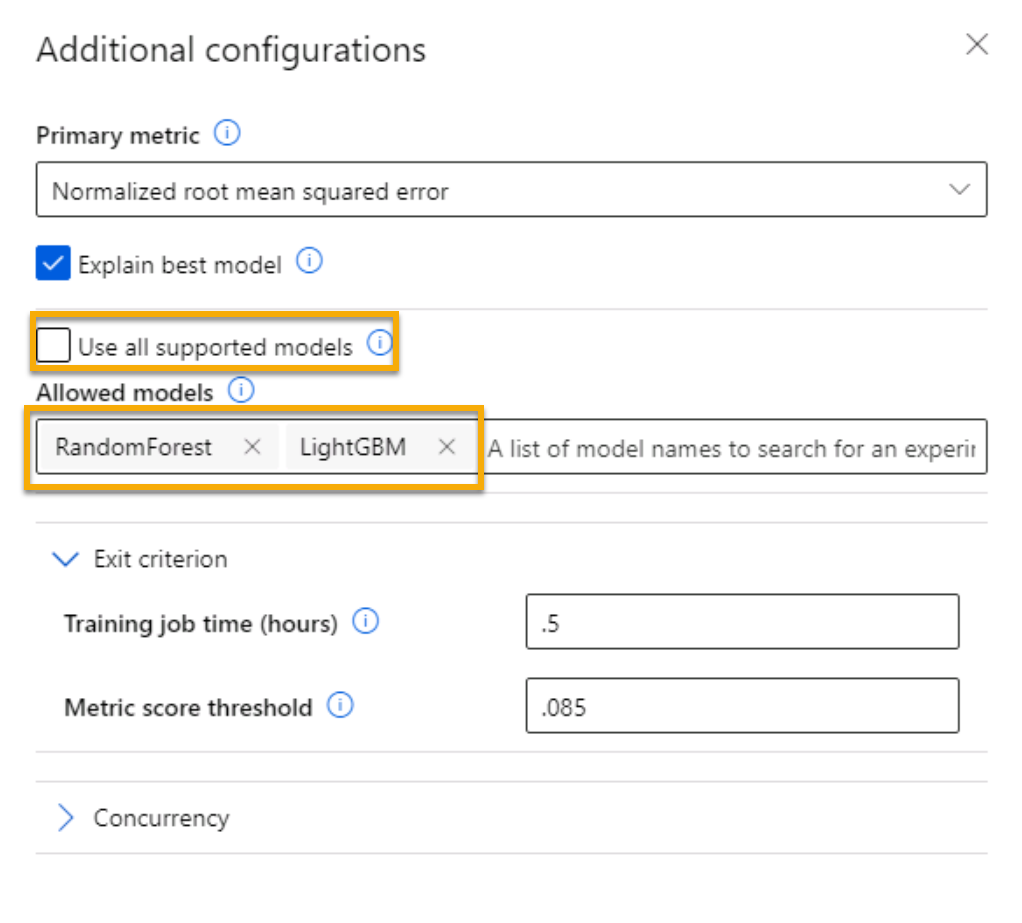 Additional configurations
Primary metric
Normalized root mean squared error
Explain best model
Use all supported models
Allowed models
RandomForest LightGBM A list of model names to search for an experi
Exit criterion
Training job time (hours) .5
Metric score threshold .085
Concurrency